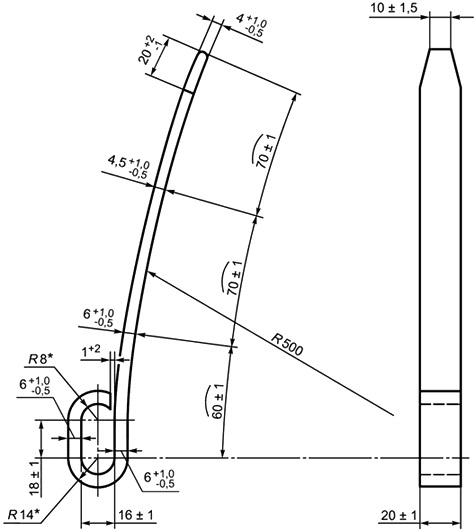 4 +1,0 -0,5
10 ± 1,5
20 +2 -1
70 ± 1
4,5 +1,0 -0,5
70 ± 1
6 +1,0 -0,5
1 +2
R500
R8*
60 ± 1
6 +1,0 -0,5
18 ± 1
6 +1,0 -0,5
R14*
16 ± 1
20 ± 1